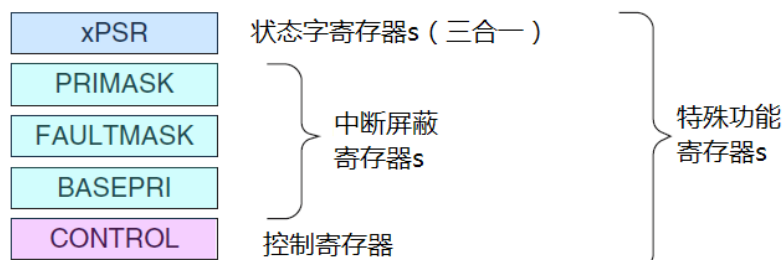 xPSR 状态字寄存器s（三合一）
PRIMASK
FAULTMASK
BASEPRI
中断屏蔽
寄存器s
CONTROL 控制寄存器
特殊功能
寄存器s